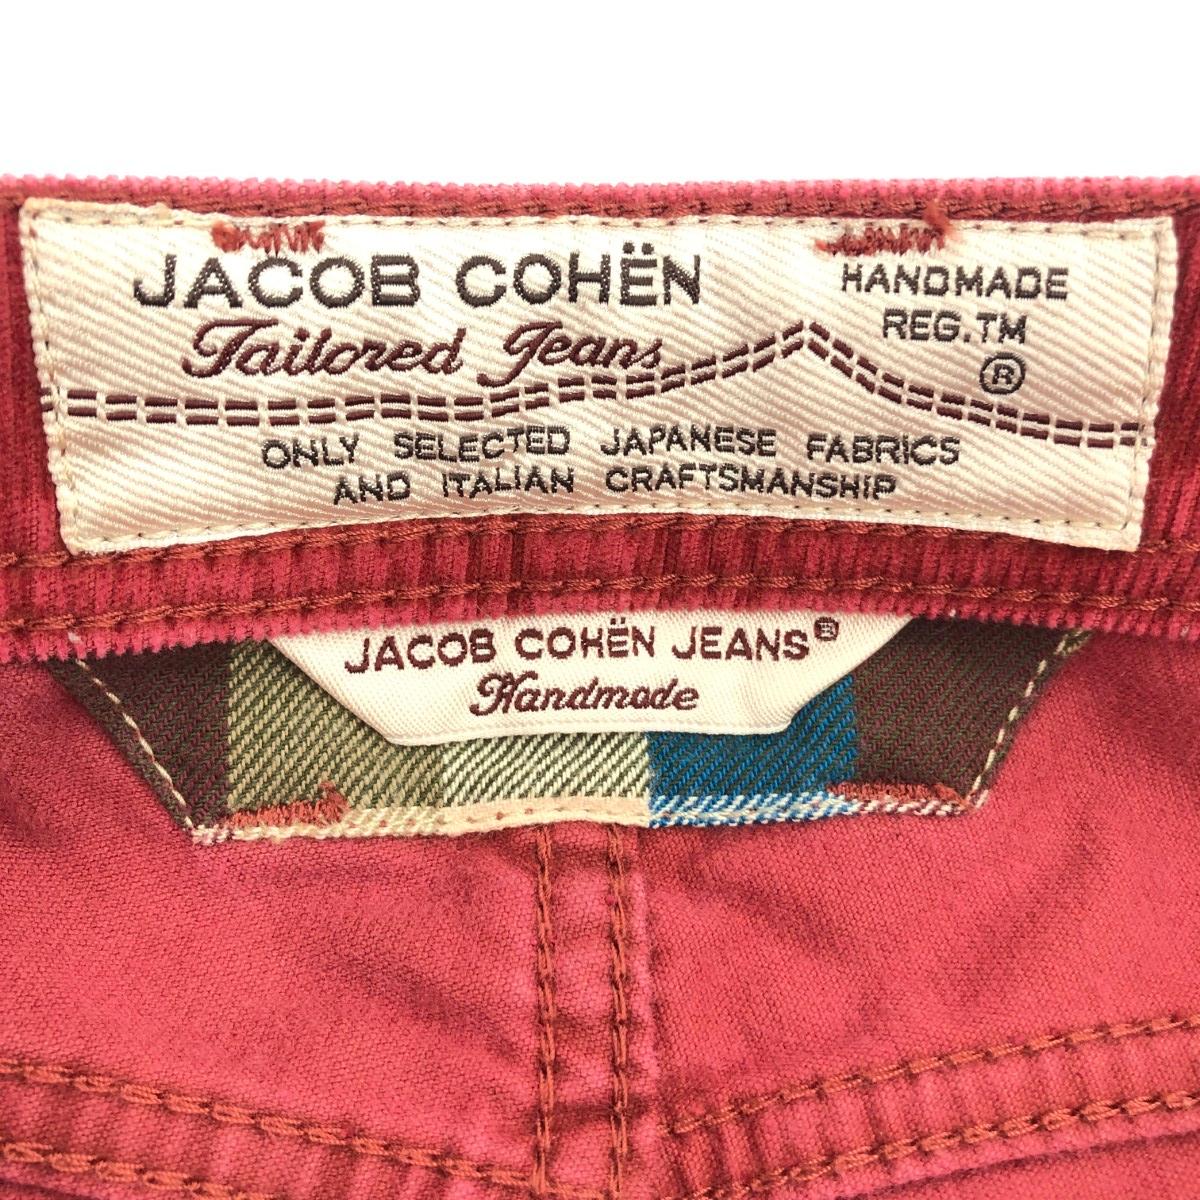 JACOB COHËN
Tailored Jeans
HANDMADE
REG.TM
®
ONLY SELECTED JAPANESE FABRICS
AND ITALIAN CRAFTSMANSHIP
JACOB COHËN JEANS®
Handmade